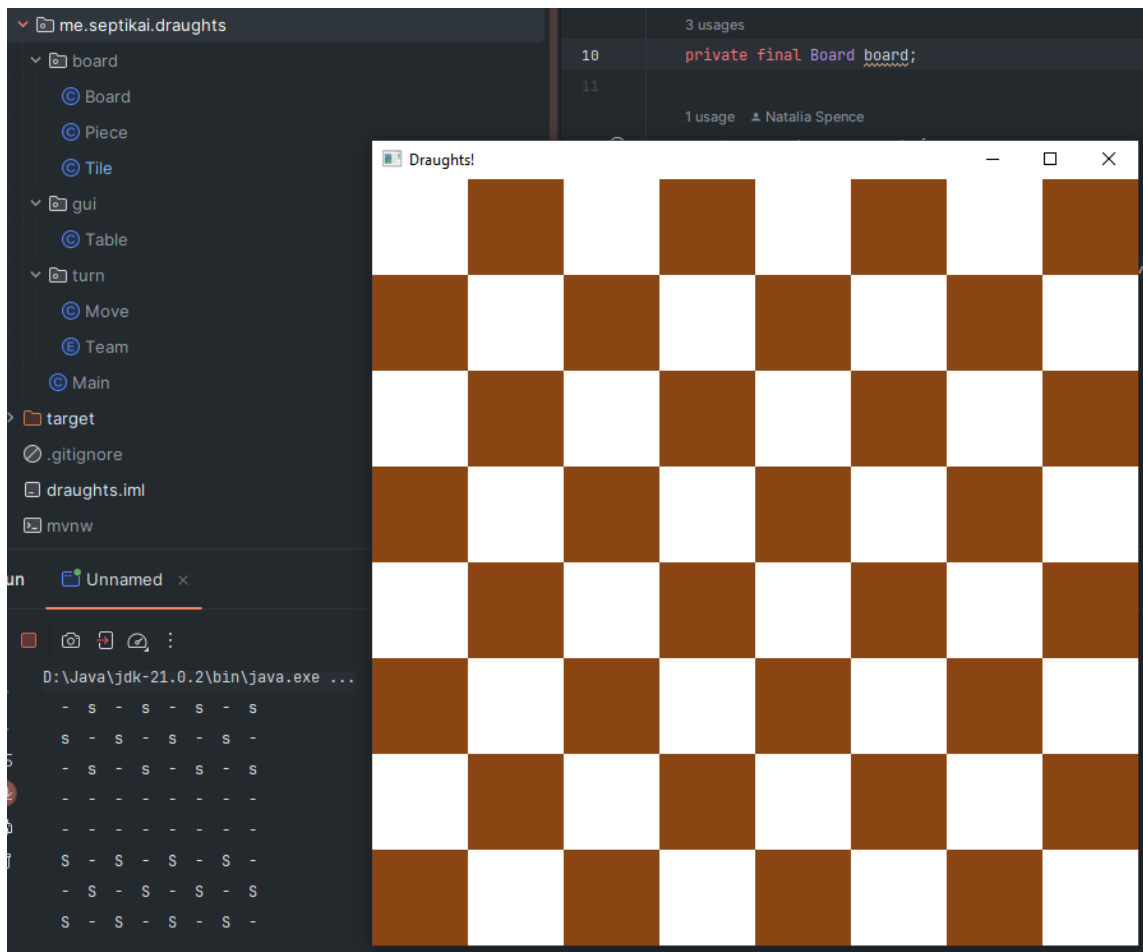 me.septikai.draughts
board
Board
Piece
Tile
gui
Table
turn
Move
Team
Main
target
.gitignore
draughts.iml
mvnw
3 usages
10 private final Board board;
11
1 usage Natalia Spence
Draughts!
un
Unnamed
D:\Java\jdk-21.0.2\bin\java.exe ...
- s - s - s - s
s - s - s - s -
- s - s - s - s
- - - - - - - -
- - - - - - - -
S - S - S - S -
- S - S - S - S
S - S - S - S -